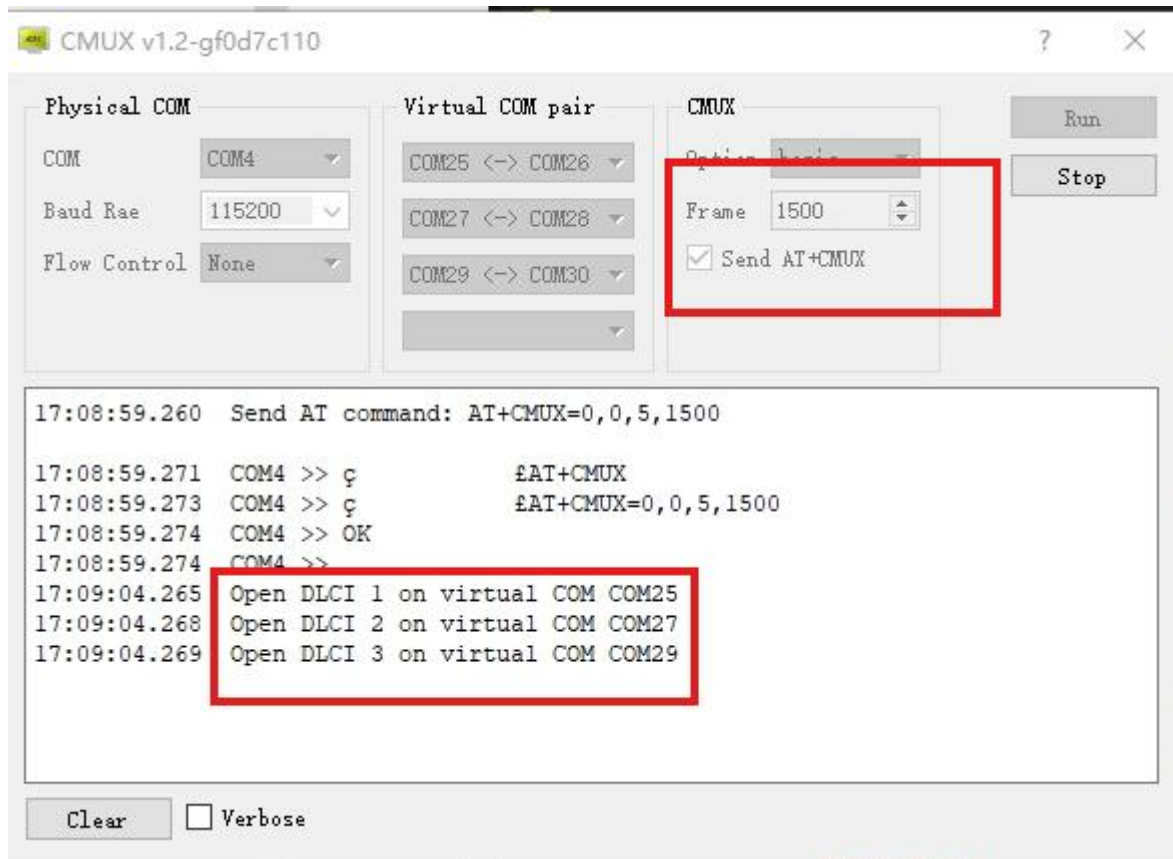 CMUX v1.2-gf0d7c110
?
Physical COM
Virtual COM pair
CMUX
Run
COM
COM4
COM25 <-> COM26
Option
basic
Stop
Baud Rae
115200
COM27 <-> COM28
Frame
1500
Flow Control
None
COM29 <-> COM30
Send AT+CMUX
17:08:59.260 Send AT command: AT+CMUX=0,0,5,1500
17:08:59.271 COM4 >> ç £AT+CMUX
17:08:59.273 COM4 >> ç £AT+CMUX=0,0,5,1500
17:08:59.274 COM4 >> OK
17:08:59.274 COM4 >>
17:09:04.265 Open DLCI 1 on virtual COM COM25
17:09:04.268 Open DLCI 2 on virtual COM COM27
17:09:04.269 Open DLCI 3 on virtual COM COM29
Clear
Verbose